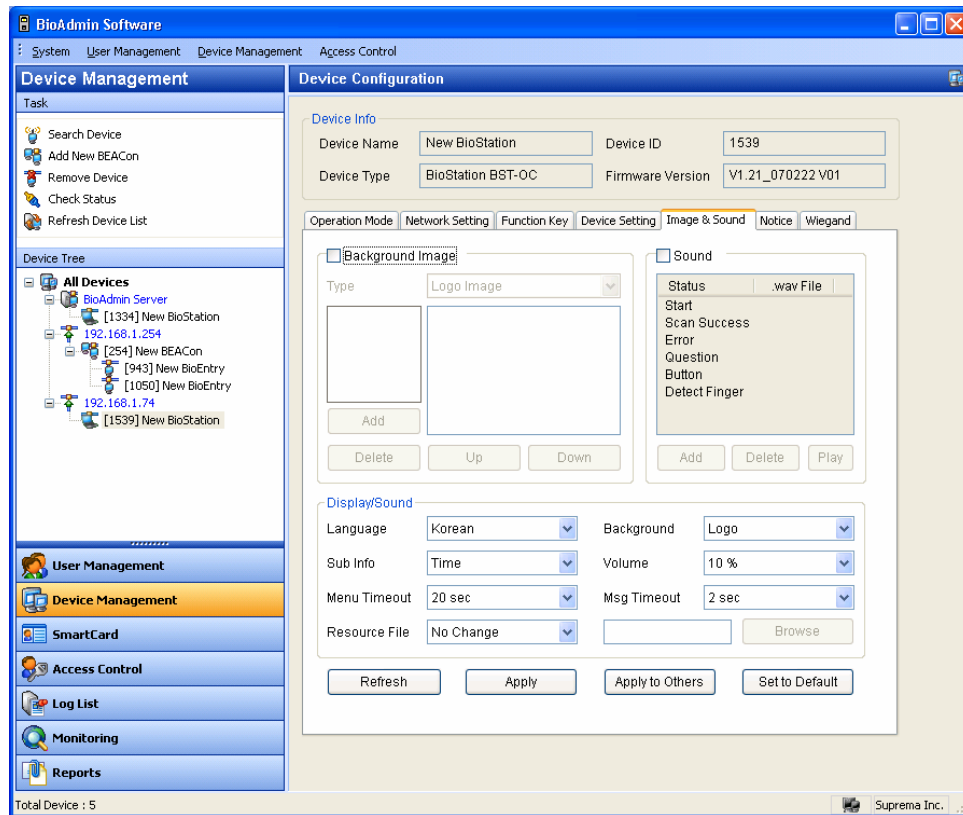 BioAdmin Software
System User Management Device Management Access Control
Device Management
Task
Search Device
Add New BEACon
Remove Device
Check Status
Refresh Device List
Device Tree
All Devices
BioAdmin Server
[1334] New BioStation
192.168.1.254
[254] New BEACon
[943] New BioEntry
[1050] New BioEntry
192.168.1.74
[1539] New BioStation
User Management
Device Management
SmartCard
Access Control
Log List
Monitoring
Reports
Device Configuration
Device Info
Device Name New BioStation Device ID 1539
Device Type BioStation BST-OC Firmware Version V1.21_070222 V01
Operation Mode Network Setting Function Key Device Setting Image & Sound Notice Wiegand
Background Image
Type Logo Image
Add
Delete Up Down
Sound
Status .wav File
Start
Scan Success
Error
Question
Button
Detect Finger
Add Delete Play
Display/Sound
Language Korean Background Logo
Sub Info Time Volume 10 %
Menu Timeout 20 sec Msg Timeout 2 sec
Resource File No Change Browse
Refresh Apply Apply to Others Set to Default
Total Device : 5 Suprema Inc.